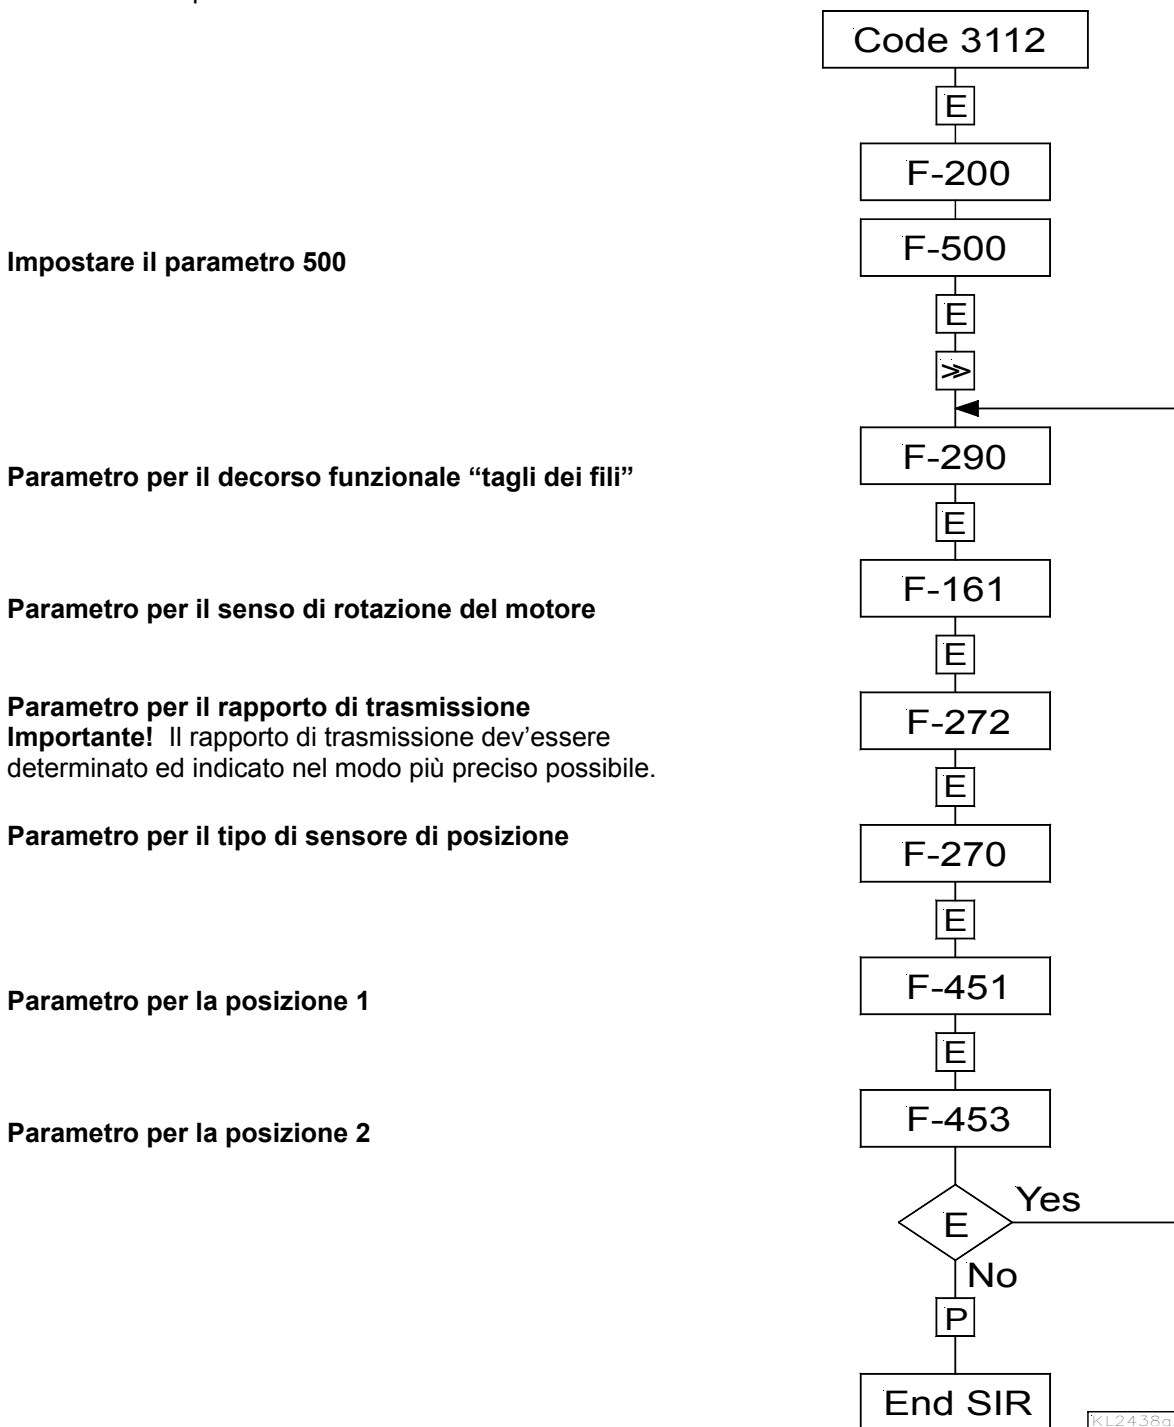 Code 3112
E
F-200
Impostare il parametro 500
F-500
E
≫
Parametro per il decorso funzionale “tagli dei fili”
F-290
E
Parametro per il senso di rotazione del motore
F-161
E
Parametro per il rapporto di trasmissione
Importante! Il rapporto di trasmissione dev’essere
determinato ed indicato nel modo più preciso possibile.
F-272
E
Parametro per il tipo di sensore di posizione
F-270
E
Parametro per la posizione 1
F-451
E
Parametro per la posizione 2
F-453
E
Yes
No
P
End SIR